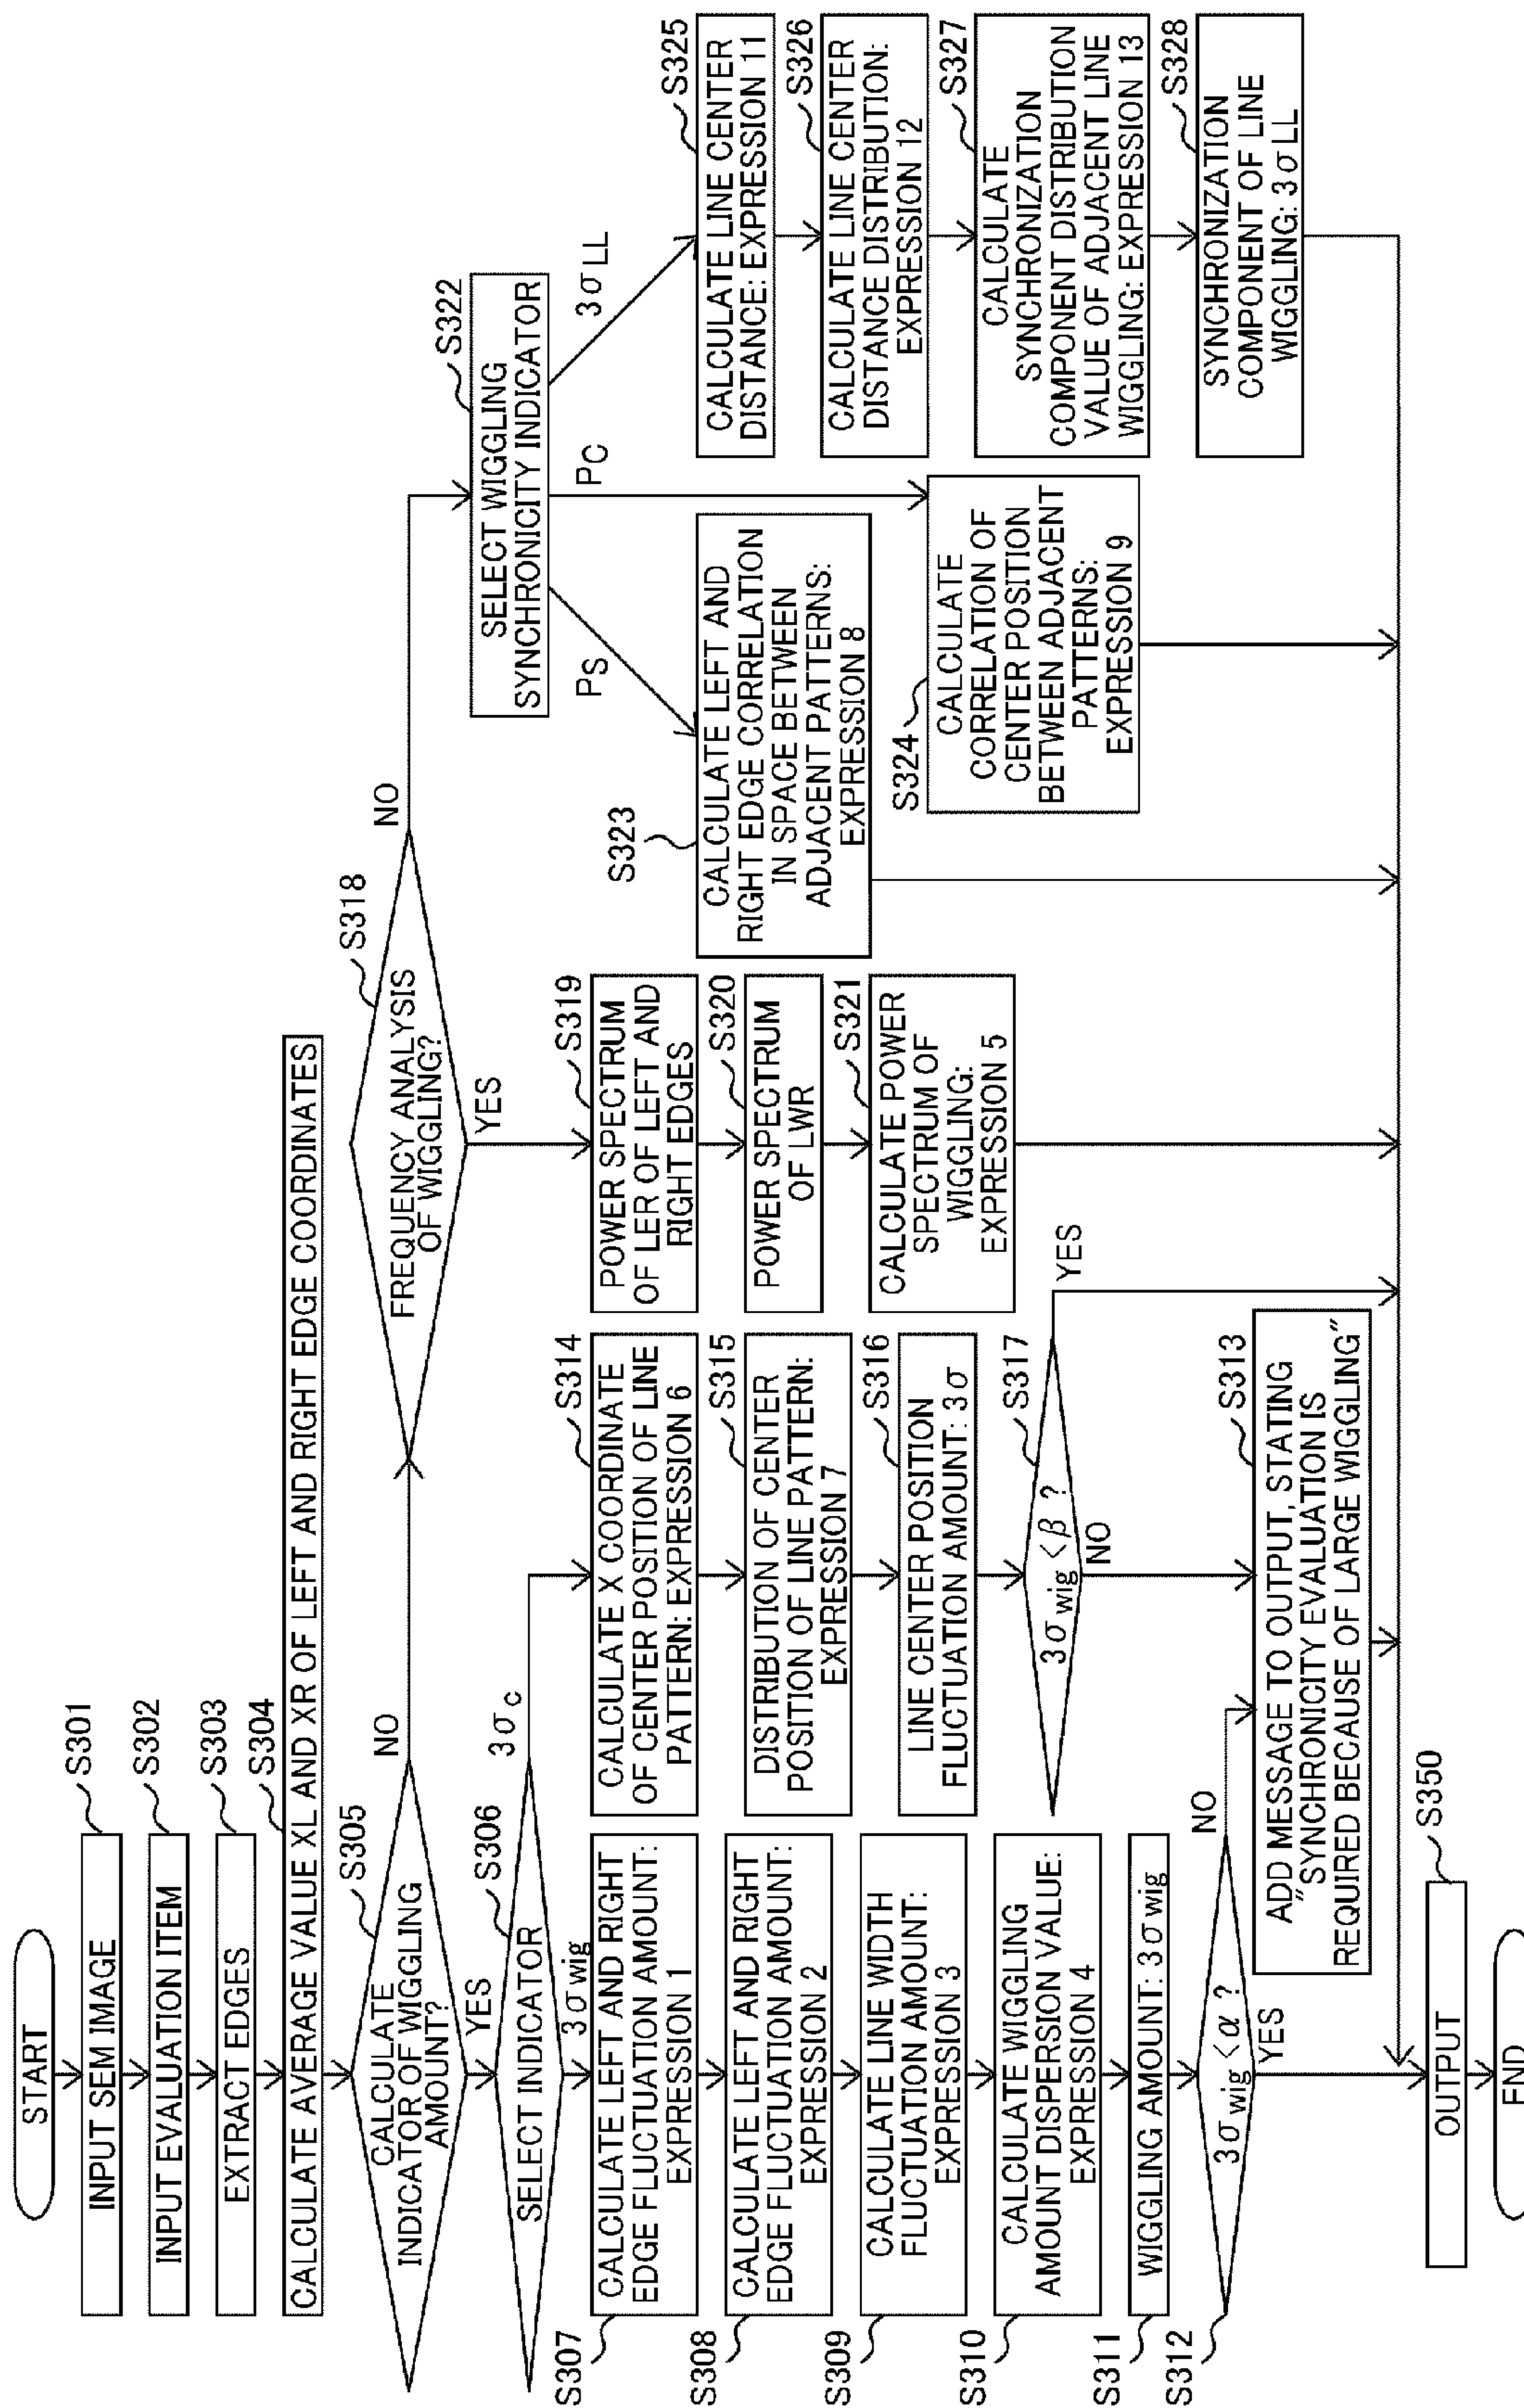 START
S301
INPUT SEM IMAGE
S302
INPUT EVALUATION ITEM
S303
EXTRACT EDGES
S304
CALCULATE AVERAGE VALUE XL AND XR OF LEFT AND RIGHT EDGE COORDINATES
S305
CALCULATE
INDICATOR OF WIGGLING
AMOUNT?
NO
YES
S306
SELECT INDICATOR
3σc
3σwig
S307
CALCULATE LEFT AND RIGHT
EDGE FLUCTUATION AMOUNT:
EXPRESSION 1
S308
CALCULATE LEFT AND RIGHT
EDGE FLUCTUATION AMOUNT:
EXPRESSION 2
S309
CALCULATE LINE WIDTH
FLUCTUATION AMOUNT:
EXPRESSION 3
S310
CALCULATE WIGGLING
AMOUNT DISPERSION VALUE:
EXPRESSION 4
S311
WIGGLING AMOUNT: 3σwig
S312
3σwig<α ?
NO
YES
S314
CALCULATE X COORDINATE
OF CENTER POSITION OF LINE
PATTERN: EXPRESSION 6
S315
DISTRIBUTION OF CENTER
POSITION OF LINE PATTERN:
EXPRESSION 7
S316
LINE CENTER POSITION
FLUCTUATION AMOUNT: 3σ
S317
3σwig<β ?
YES
NO
S313
ADD MESSAGE TO OUTPUT, STATING
"SYNCHRONICITY EVALUATION IS
REQUIRED BECAUSE OF LARGE WIGGLING"
S318
FREQUENCY ANALYSIS
OF WIGGLING?
NO
YES
S319
POWER SPECTRUM
OF LER OF LEFT AND
RIGHT EDGES
S320
POWER SPECTRUM
OF LWR
S321
CALCULATE POWER
SPECTRUM OF
WIGGLING:
EXPRESSION 5
S322
SELECT WIGGLING
SYNCHRONICITY INDICATOR
PS
PC
3σLL
S323
CALCULATE LEFT AND
RIGHT EDGE CORRELATION
IN SPACE BETWEEN
ADJACENT PATTERNS:
EXPRESSION 8
S324
CALCULATE
CORRELATION OF
CENTER POSITION
BETWEEN ADJACENT
PATTERNS:
EXPRESSION 9
S325
CALCULATE LINE CENTER
DISTANCE: EXPRESSION 11
S326
CALCULATE LINE CENTER
DISTANCE DISTRIBUTION:
EXPRESSION 12
S327
CALCULATE
SYNCHRONIZATION
COMPONENT DISTRIBUTION
VALUE OF ADJACENT LINE
WIGGLING: EXPRESSION 13
S328
SYNCHRONIZATION
COMPONENT OF LINE
WIGGLING: 3σLL
S350
OUTPUT
END